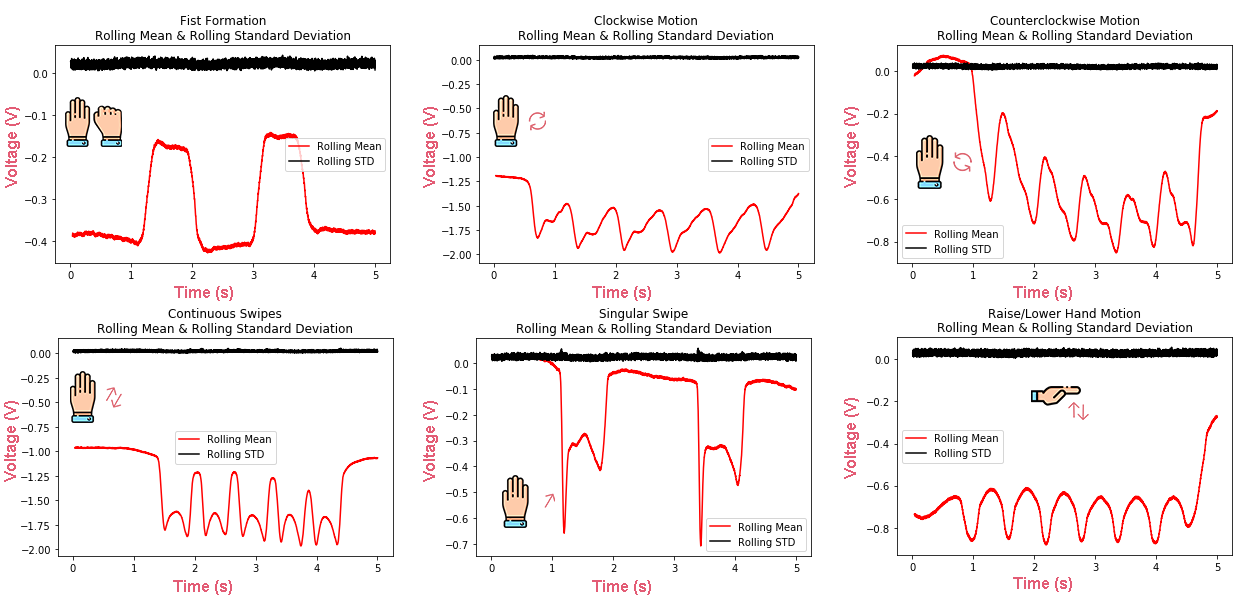 Fist Formation
Rolling Mean & Rolling Standard Deviation
0.0
−0.1
−0.2
−0.3
−0.4
Voltage (V)
Rolling Mean
Rolling STD
0 1 2 3 4 5
Time (s)
Clockwise Motion
Rolling Mean & Rolling Standard Deviation
0.00
−0.25
−0.50
−0.75
−1.00
−1.25
−1.50
−1.75
−2.00
Voltage (V)
Rolling Mean
Rolling STD
0 1 2 3 4 5
Time (s)
Counterclockwise Motion
Rolling Mean & Rolling Standard Deviation
0.0
−0.2
−0.4
−0.6
−0.8
Voltage (V)
Rolling Mean
Rolling STD
0 1 2 3 4 5
Time (s)
Continuous Swipes
Rolling Mean & Rolling Standard Deviation
0.00
−0.25
−0.50
−0.75
−1.00
−1.25
−1.50
−1.75
−2.00
Voltage (V)
Rolling Mean
Rolling STD
0 1 2 3 4 5
Time (s)
Singular Swipe
Rolling Mean & Rolling Standard Deviation
0.0
−0.1
−0.2
−0.3
−0.4
−0.5
−0.6
−0.7
Voltage (V)
Rolling Mean
Rolling STD
0 1 2 3 4 5
Time (s)
Raise/Lower Hand Motion
Rolling Mean & Rolling Standard Deviation
0.0
−0.2
−0.4
−0.6
−0.8
Voltage (V)
Rolling Mean
Rolling STD
0 1 2 3 4 5
Time (s)